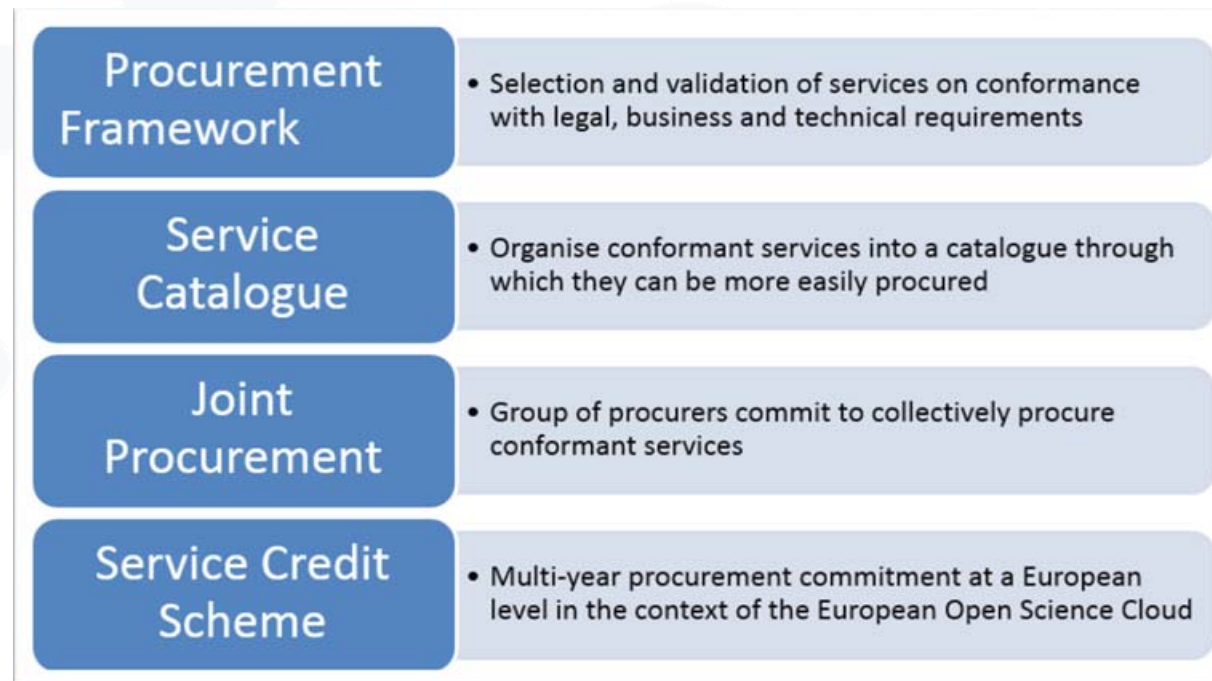 Procurement
Framework
• Selection and validation of services on conformance
with legal, business and technical requirements
Service
Catalogue
• Organise conformant services into a catalogue through
which they can be more easily procured
Joint
Procurement
• Group of procurers commit to collectively procure
conformant services
Service Credit
Scheme
• Multi-year procurement commitment at a European
level in the context of the European Open Science Cloud